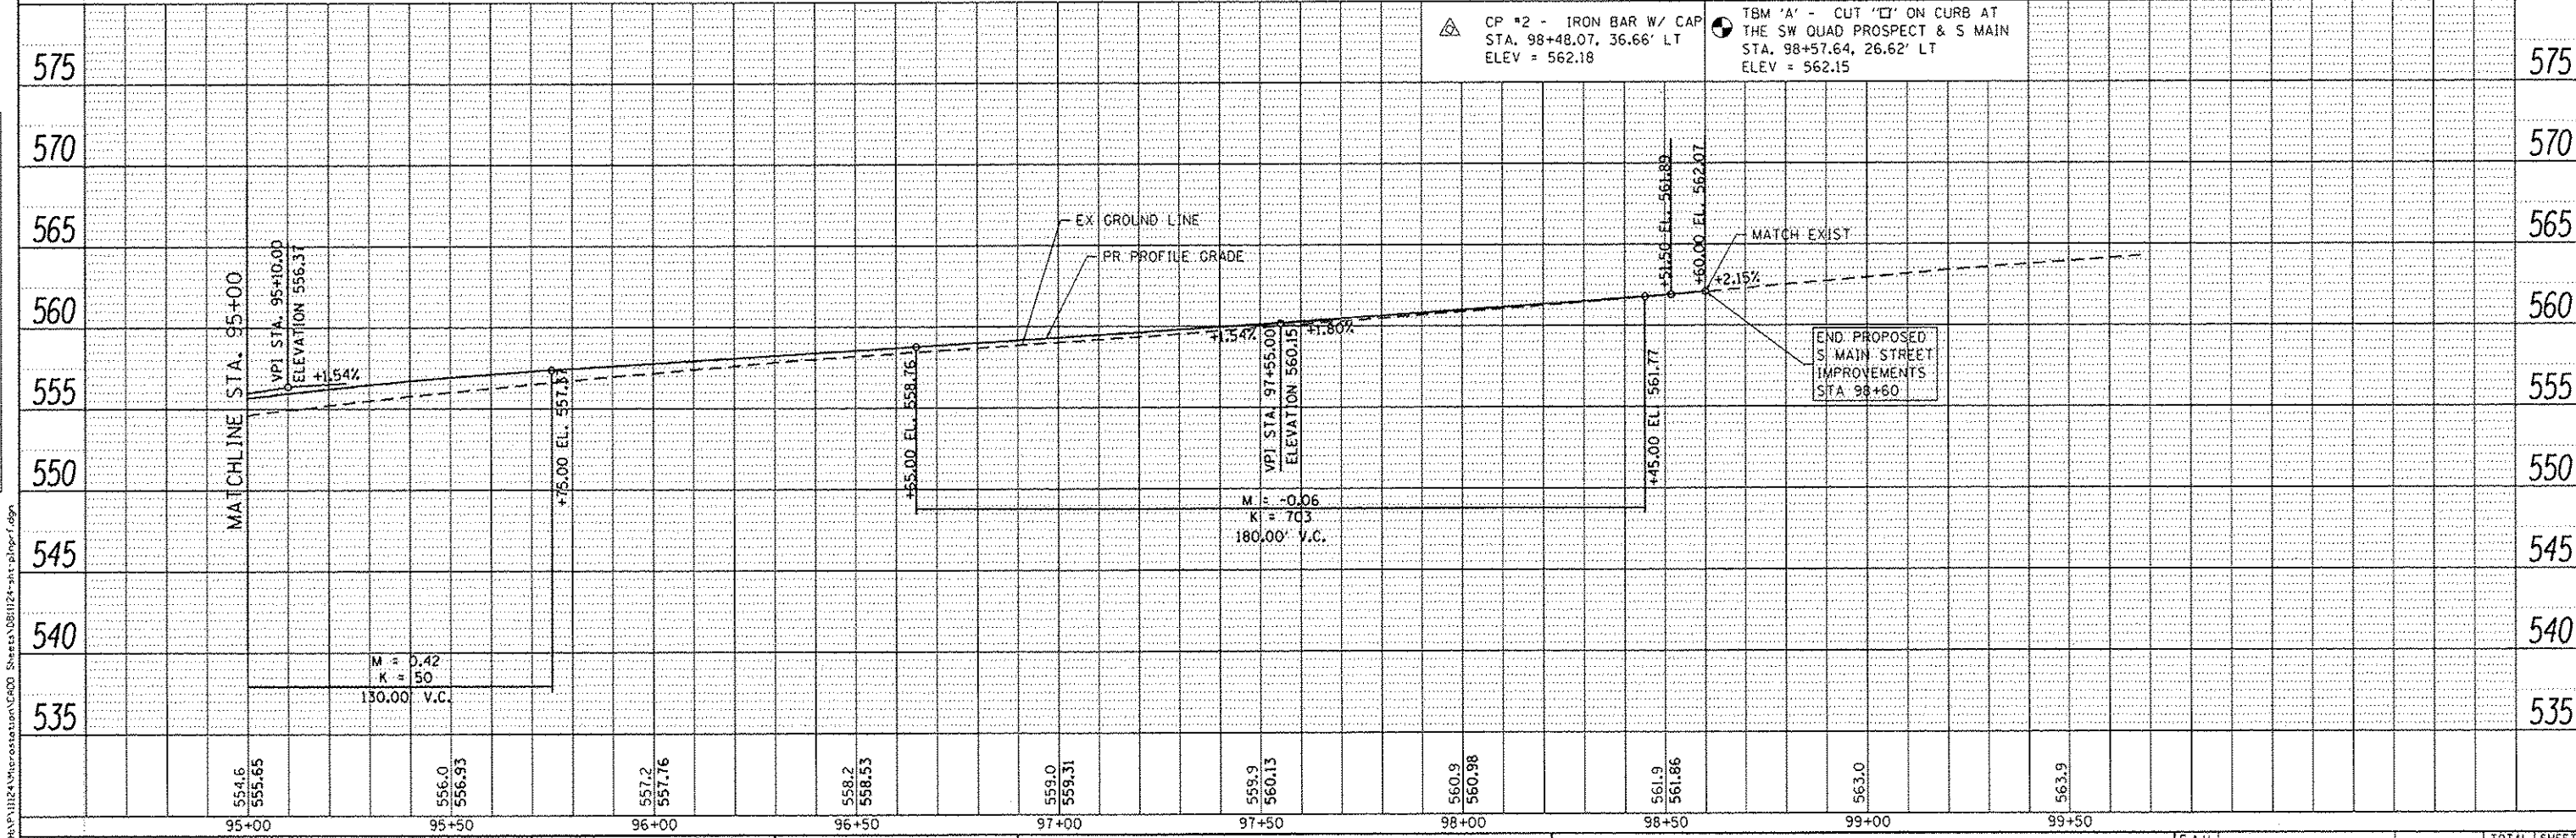 CP #2 - IRON BAR W/ CAP
STA. 98+48.07, 36.66' LT
ELEV = 562.18
TBM 'A' - CUT "□" ON CURB AT
THE SW QUAD PROSPECT & S MAIN
STA. 98+57.64, 26.62' LT
ELEV = 562.15
575
570
565
560
555
550
545
540
535
575
570
565
560
555
550
545
540
535
MATCHLINE STA. 95+00
VPI STA. 95+10.00
ELEVATION 556.37
+1.54%
+75.00 EL. 557.37
M = 0.42
K = 50
130.00' V.C.
+65.00 EL. 558.76
EX GROUND LINE
PR PROFILE GRADE
+1.54%
VPI STA. 97+55.00
ELEVATION 560.15
+1.80%
M = -0.06
K = 703
180.00' V.C.
+45.00 EL. 561.77
+51.50 EL. 561.89
+60.00 EL. 562.07
MATCH EXIST
+2.15%
END PROPOSED
S MAIN STREET
IMPROVEMENTS
STA 98+60
554.6
555.65
556.0
556.93
557.2
557.76
558.2
558.53
559.0
559.31
559.9
560.13
560.9
560.98
561.9
561.86
563.0
563.9
95+00
95+50
96+00
96+50
97+00
97+50
98+00
98+50
99+00
99+50